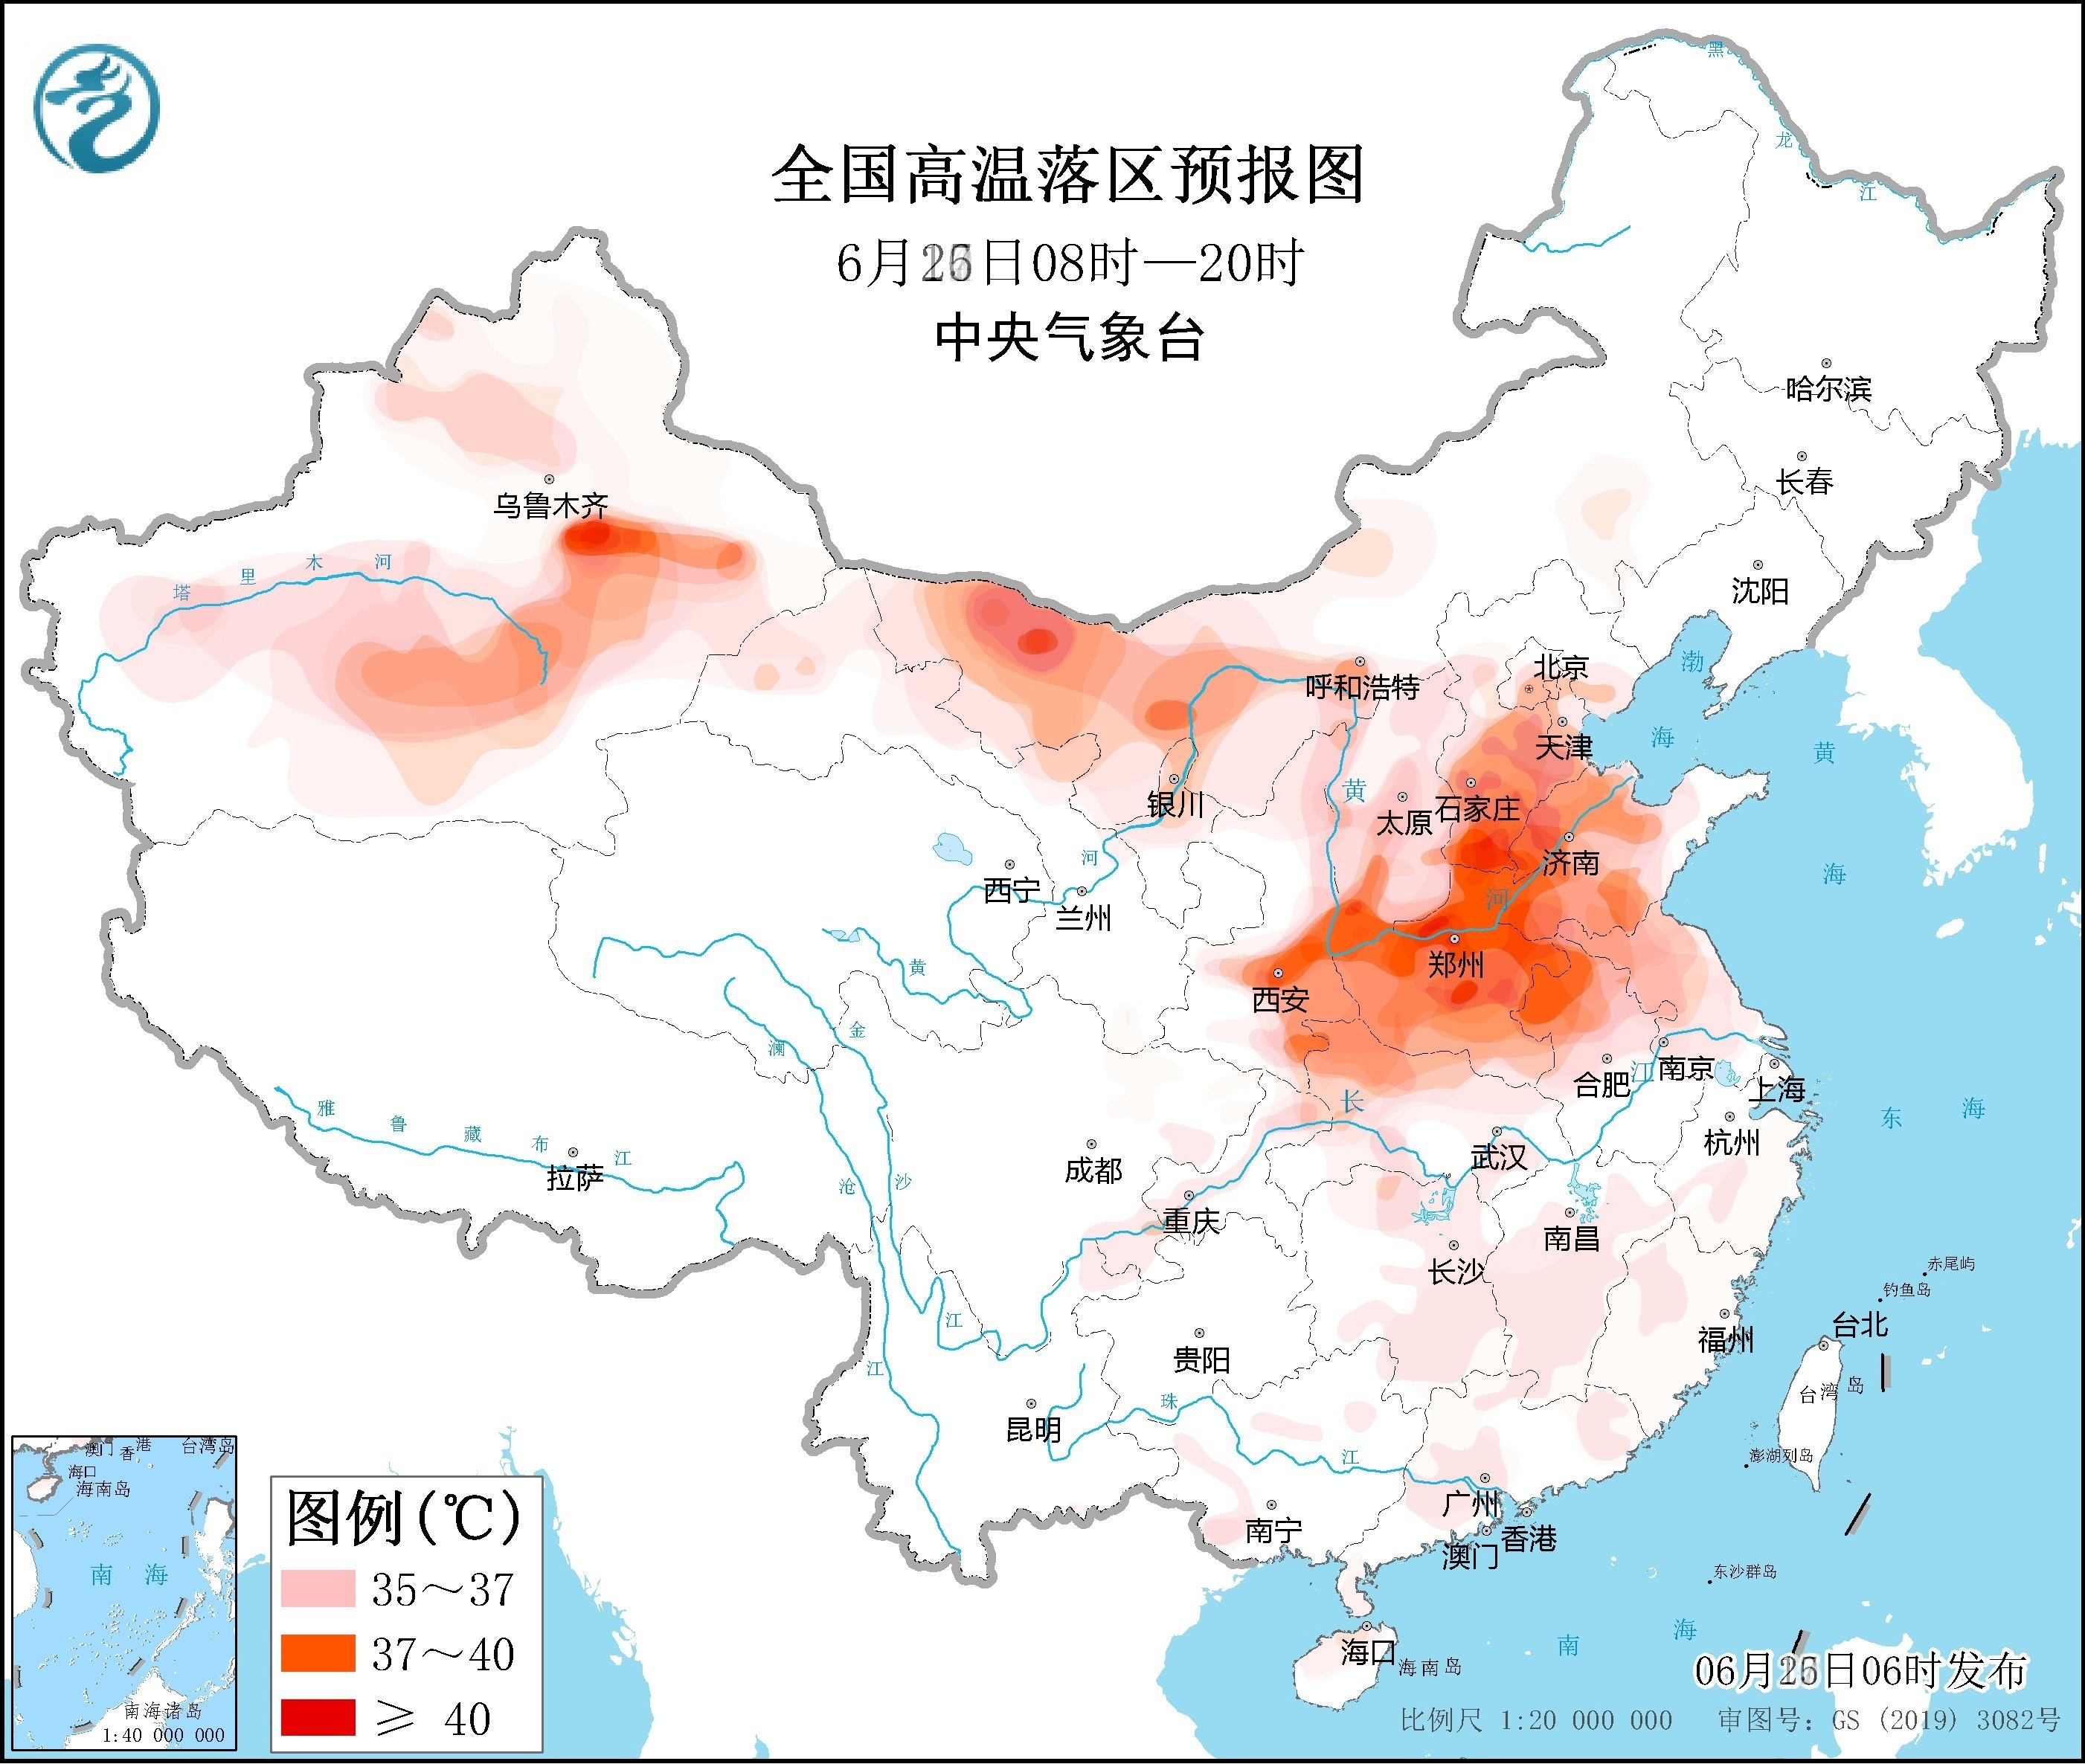 全国高温落区预报图
6月 日08时—20时
中央气象台
黑
龙
江
哈尔滨
长春
沈阳
乌鲁木齐
塔 里 木 河
北京
呼和浩特
天津
渤
海
黄
海
银川
黄
太原
石家庄
济南
河
西宁
兰州
河
郑州
西安
黄
金
澜
南京
合肥
江
上海
长
东 海
雅 鲁 藏 布 江
拉萨
成都
武汉
杭州
沧
沙
重庆
南昌
长沙
赤尾屿
钓鱼岛
江
福州
台北
贵阳
江
台湾岛
珠
昆明
江
澎湖列岛
广州
南宁
香港
澳门
东沙群岛
海口
海南岛
南 海
澳门 香港 台湾岛
海口
海南岛
南 海
南海诸岛
1:40 000 000
图例(℃)
35～37
37～40
≥ 40
06月 日06时发布
比例尺 1:20 000 000 审图号: GS (2019) 3082号